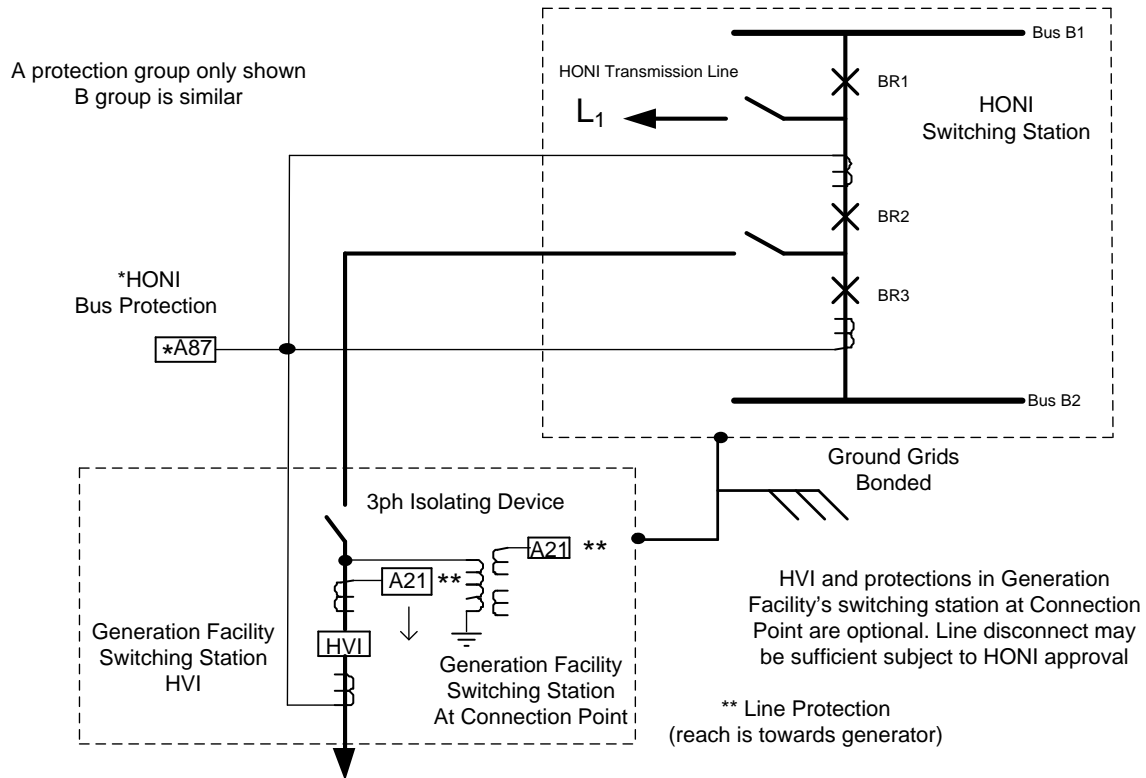 A protection group only shown
B group is similar
HONI Transmission Line
L₁
Bus B1
BR1
HONI
Switching Station
BR2
BR3
Bus B2
*HONI
Bus Protection
*A87
Ground Grids
Bonded
3ph Isolating Device
A21 **
A21 **
HVI
Generation Facility
Switching Station
HVI
Generation Facility
Switching Station
At Connection Point
HVI and protections in Generation
Facility's switching station at Connection
Point are optional. Line disconnect may
be sufficient subject to HONI approval
** Line Protection
(reach is towards generator)